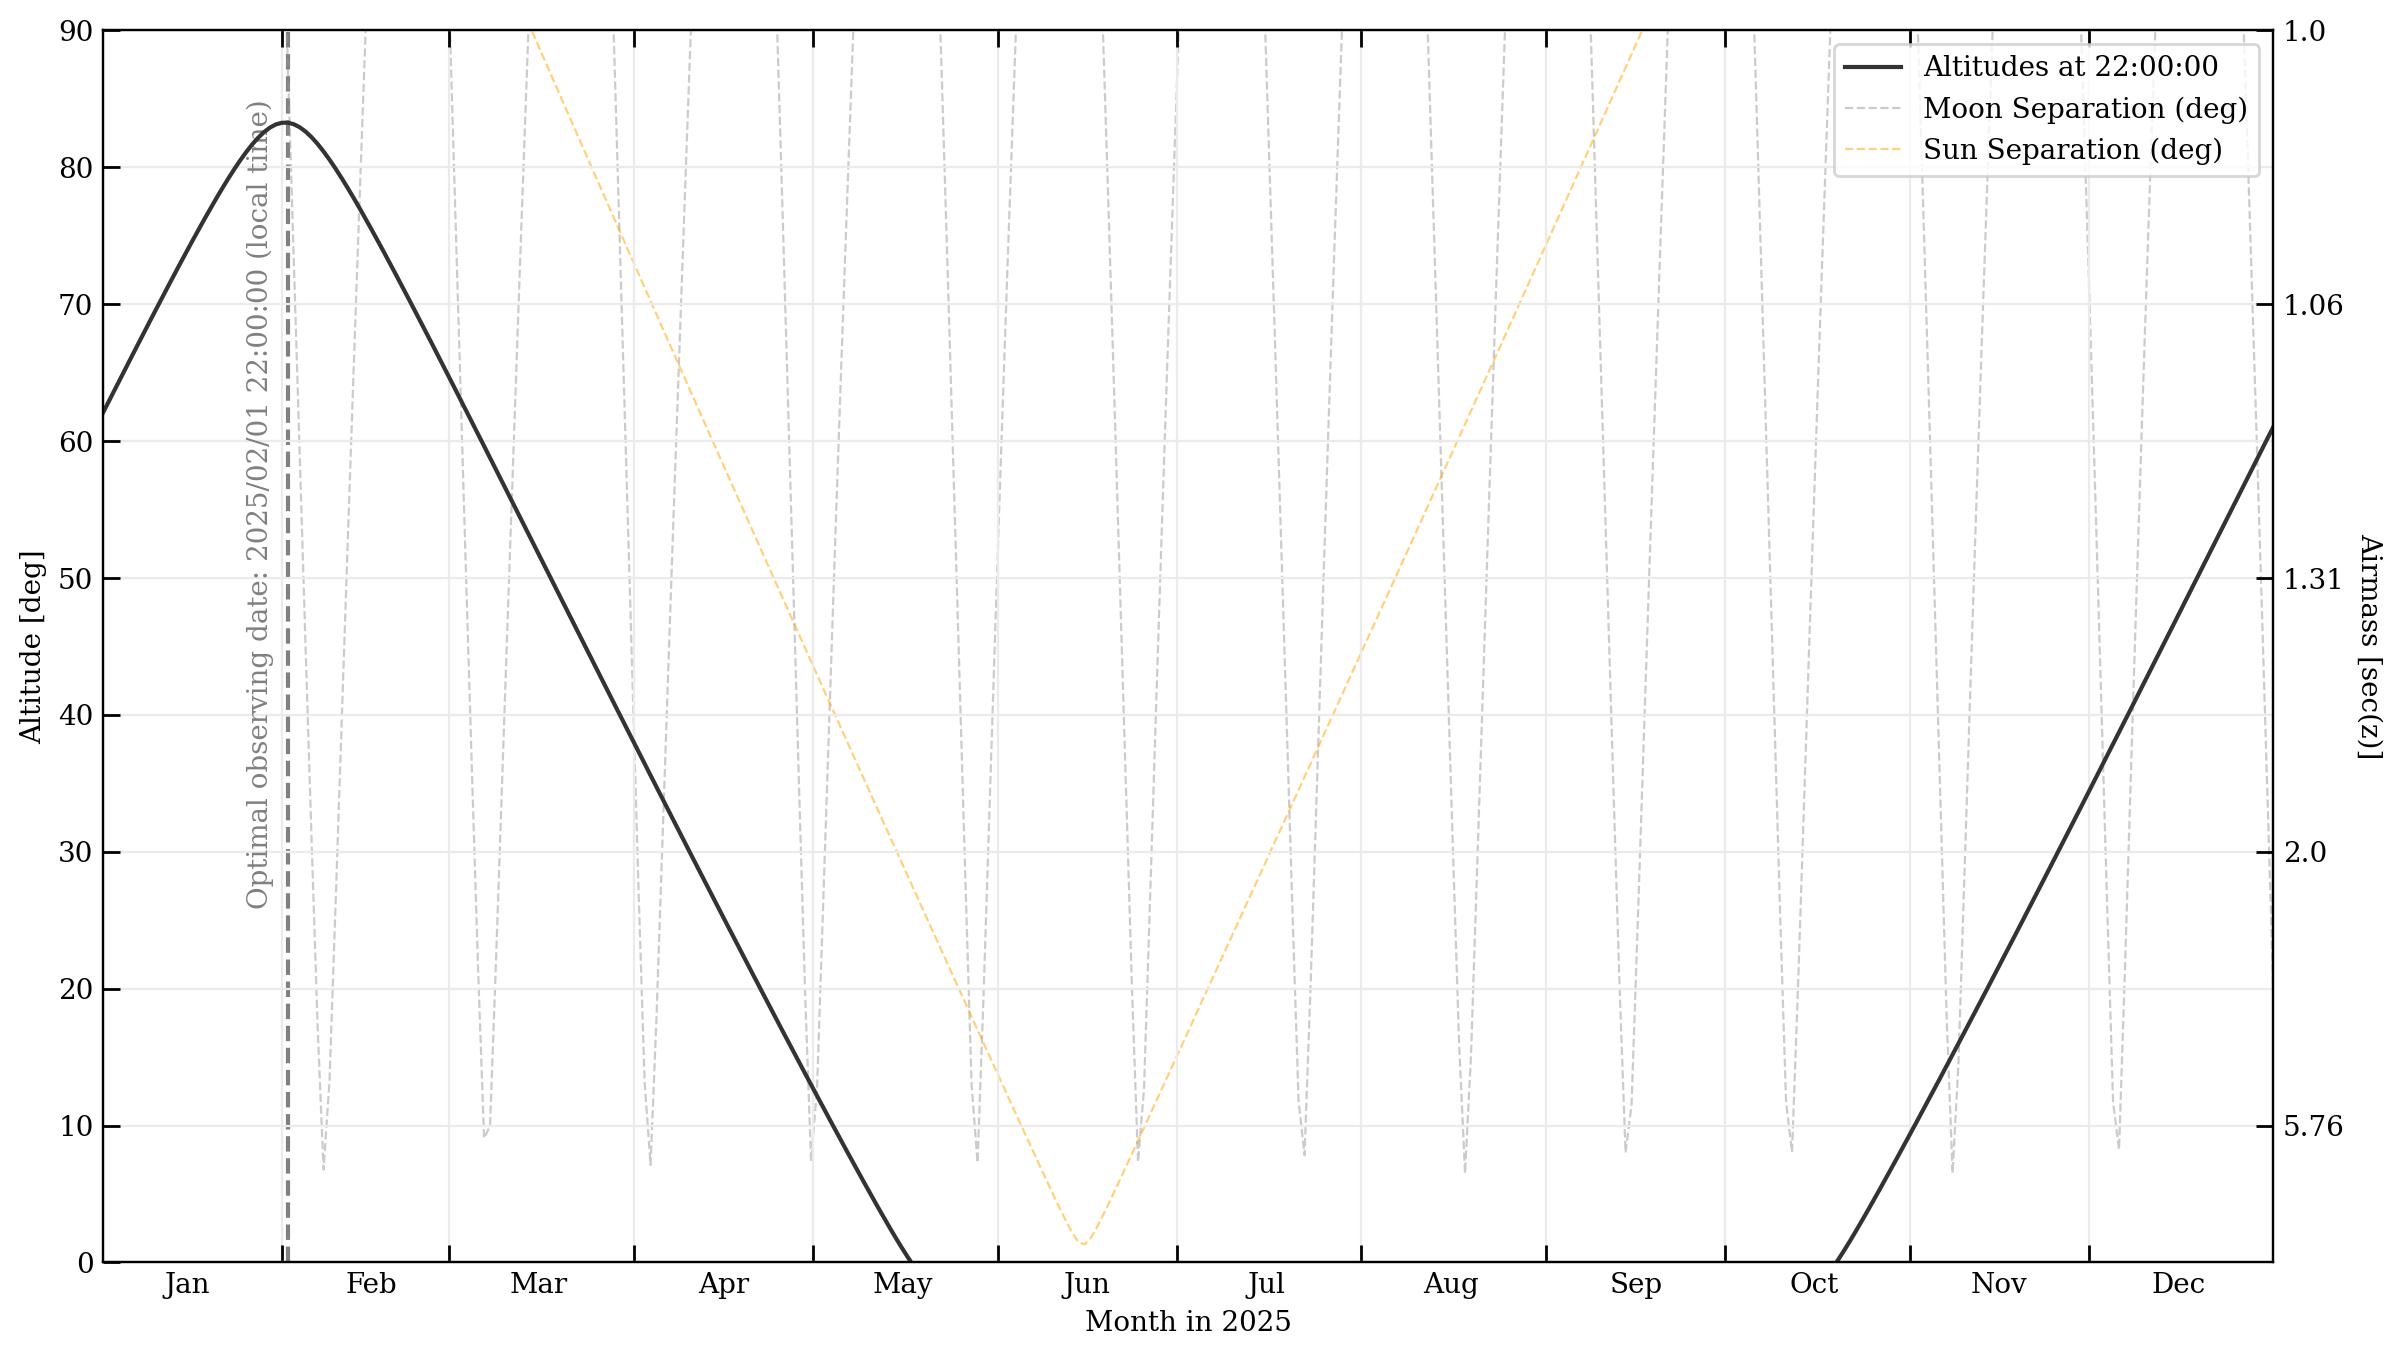 90
80
70
60
50
40
30
20
10
0
Altitude [deg]
Optimal observing date: 2025/02/01 22:00:00 (local time)
Altitudes at 22:00:00
Moon Separation (deg)
Sun Separation (deg)
1.0
1.06
1.31
2.0
5.76
Airmass [sec(z)]
Jan Feb Mar Apr May Jun Jul Aug Sep Oct Nov Dec
Month in 2025